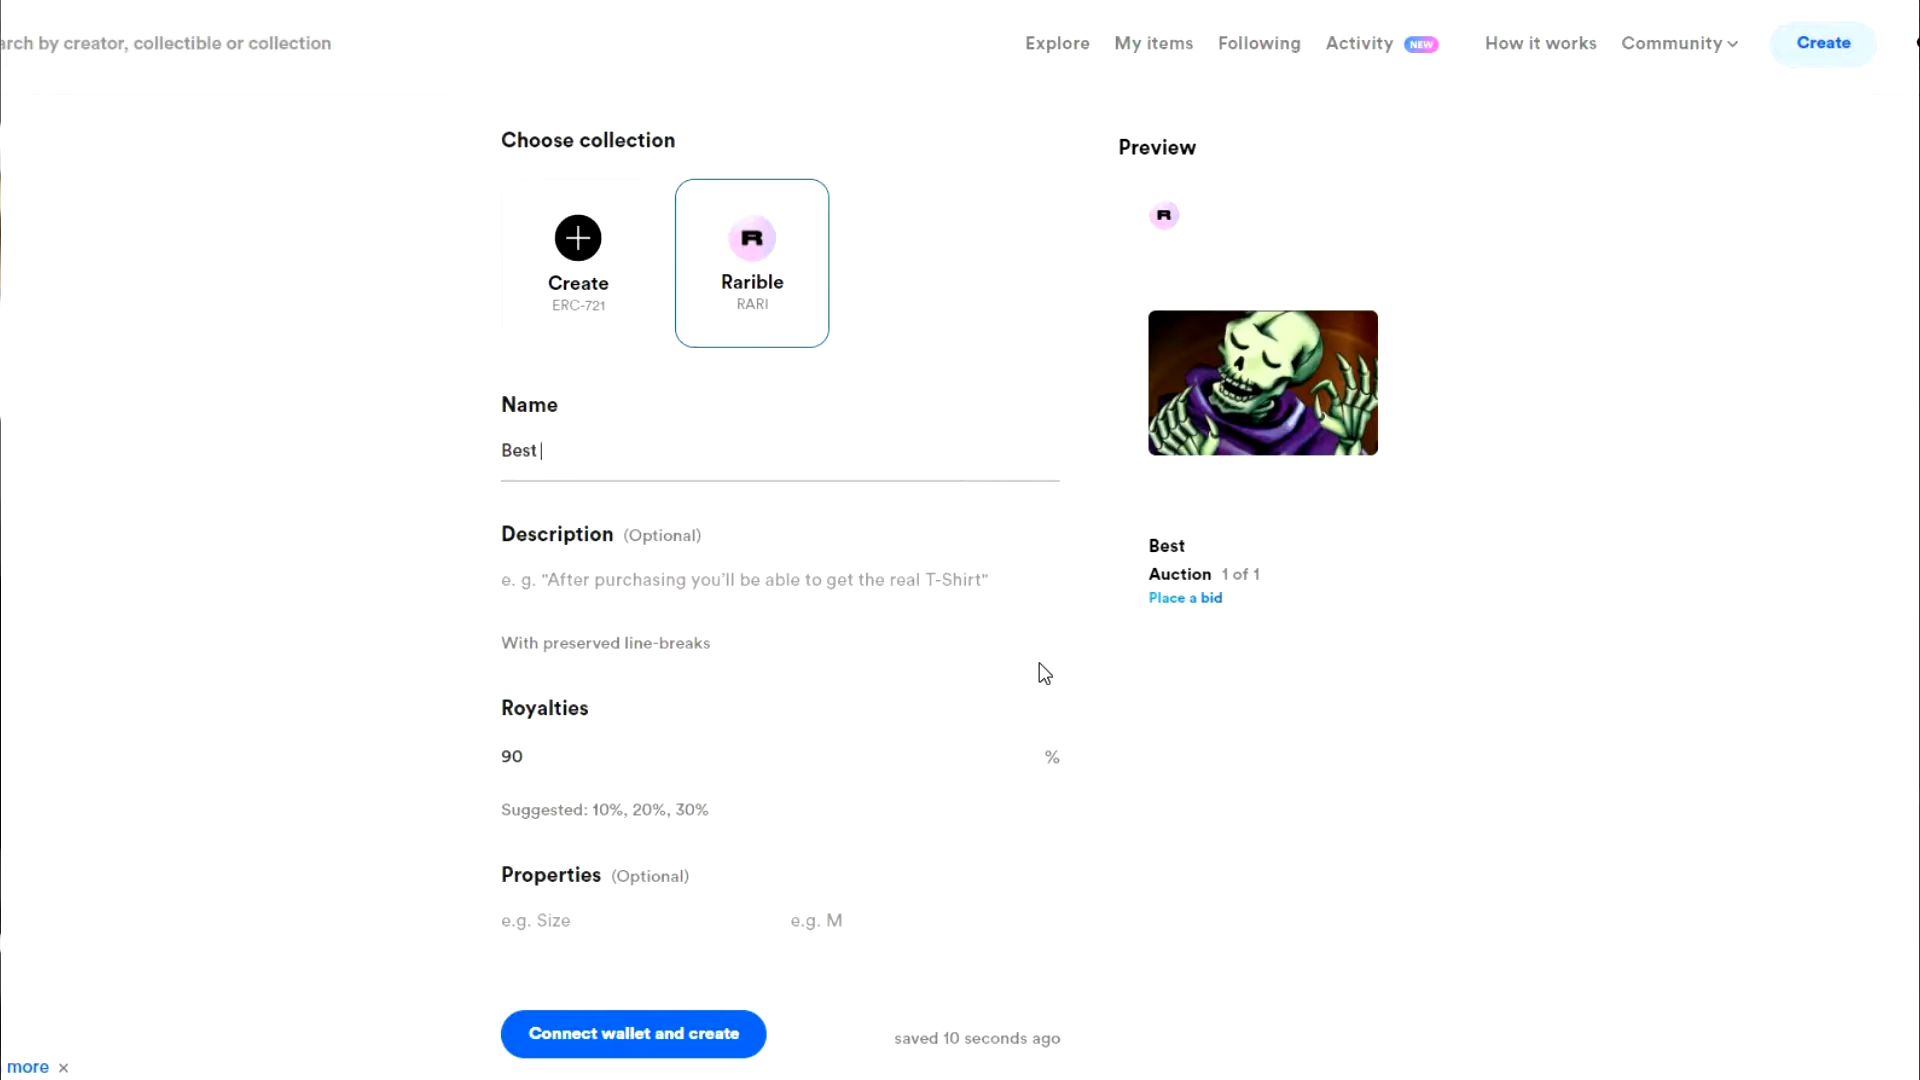 arch by creator, collectible or collection
Explore My items Following Activity NEW How it works Community Create
Choose collection
Create
ERC-721
R
Rarible
RARI
Name
Best
Description (Optional)
e. g. "After purchasing you'll be able to get the real T-Shirt"
With preserved line-breaks
Royalties
90 %
Suggested: 10%, 20%, 30%
Properties (Optional)
e.g. Size e.g. M
Connect wallet and create saved 10 seconds ago
more ×
Preview
R
Best
Auction 1 of 1
Place a bid